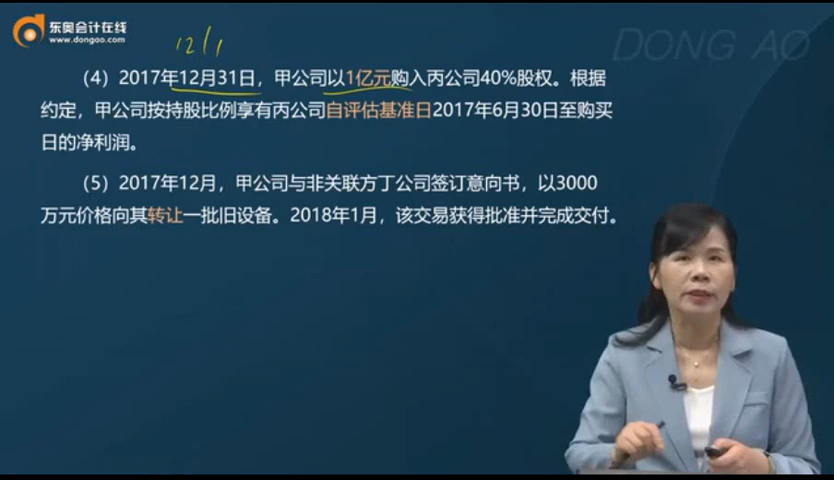 东奥会计在线
www.dongao.com
DONG AO
12/1
（4）2017年12月31日，甲公司以1亿元购入丙公司40%股权。根据
约定，甲公司按持股比例享有丙公司自评估基准日2017年6月30日至购买
日的净利润。
（5）2017年12月，甲公司与非关联方丁公司签订意向书，以3000
万元价格向其转让一批旧设备。2018年1月，该交易获得批准并完成交付。